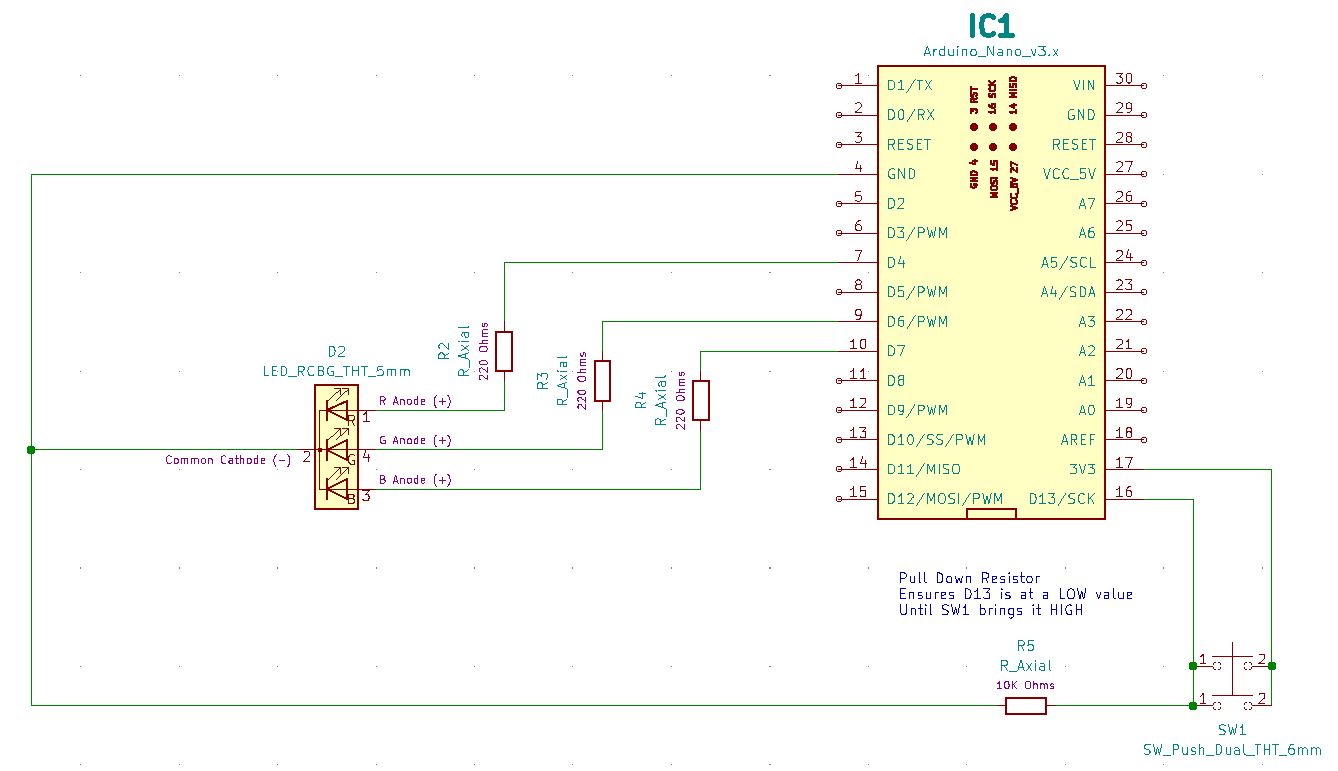 IC1
Arduino_Nano_v3.x
1
D1/TX
3 RST
16 SCK
14 MISO
VIN
30
2
D0/RX
GND
29
3
RESET
RESET
28
4
GND
GND 4
MOSI 15
VCC_5V 27
VCC_5V
27
5
D2
A7
26
6
D3/PWM
A6
25
7
D4
A5/SCL
24
8
D5/PWM
A4/SDA
23
9
D6/PWM
A3
22
10
D7
A2
21
11
D8
A1
20
12
D9/PWM
A0
19
13
D10/SS/PWM
AREF
18
14
D11/MISO
3V3
17
15
D12/MOSI/PWM
D13/SCK
16
R2
R_Axial
220 Ohms
R3
R_Axial
220 Ohms
R4
R_Axial
220 Ohms
D2
LED_RCBG_THT_5mm
R Anode (+)
R
1
G Anode (+)
Common Cathode (-)
2
G
4
B Anode (+)
B
3
Pull Down Resistor
Ensures D13 is at a LOW value
Until SW1 brings it HIGH
R5
R_Axial
10K Ohms
1
2
1
2
SW1
SW_Push_Dual_THT_6mm